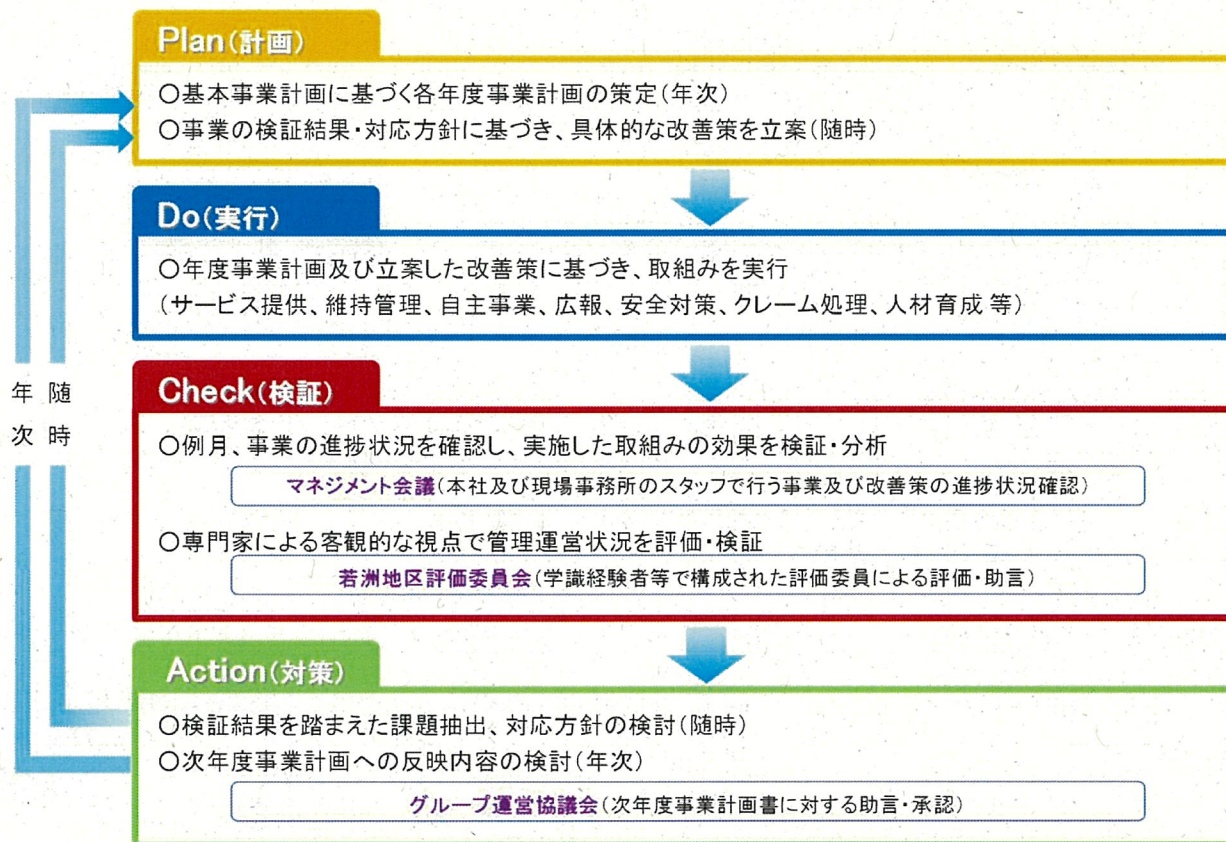 Plan(計画)
○基本事業計画に基づく各年度事業計画の策定(年次)
○事業の検証結果・対応方針に基づき、具体的な改善策を立案(随時)
Do(実行)
○年度事業計画及び立案した改善策に基づき、取組みを実行
(サービス提供、維持管理、自主事業、広報、安全対策、クレーム処理、人材育成 等)
Check(検証)
○例月、事業の進捗状況を確認し、実施した取組みの効果を検証・分析
マネジメント会議(本社及び現場事務所のスタッフで行う事業及び改善策の進捗状況確認)
○専門家による客観的な視点で管理運営状況を評価・検証
若洲地区評価委員会(学識経験者等で構成された評価委員による評価・助言)
Action(対策)
○検証結果を踏まえた課題抽出、対応方針の検討(随時)
○次年度事業計画への反映内容の検討(年次)
グループ運営協議会(次年度事業計画書に対する助言・承認)
年次
随時